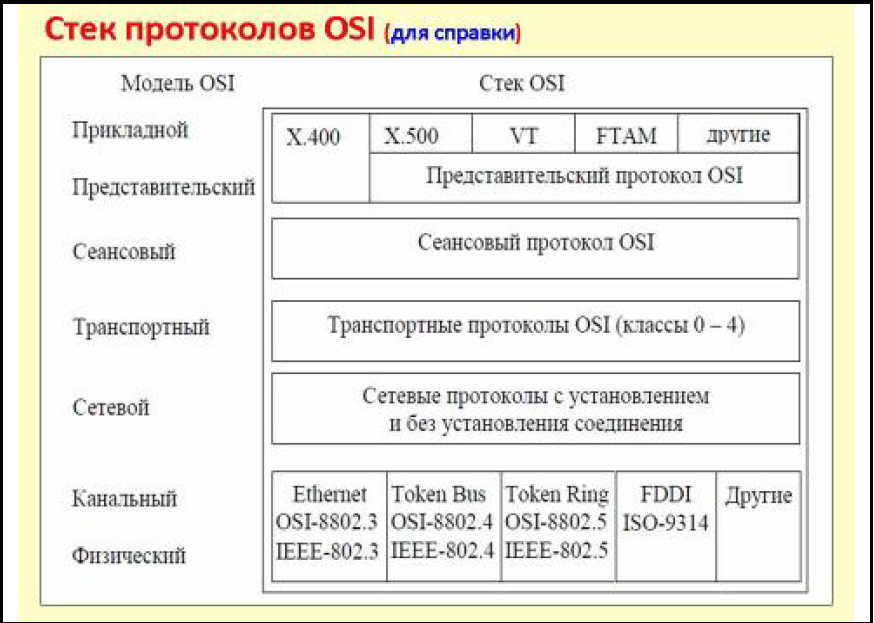 Стек протоколов OSI (для справки)
Модель OSI
Стек OSI
Прикладной
X.400
X.500
VT
FTAM
другие
Представительский
Представительский протокол OSI
Сеансовый
Сеансовый протокол OSI
Транспортный
Транспортные протоколы OSI (классы 0 – 4)
Сетевой
Сетевые протоколы с установлением
и без установления соединения
Канальный
Физический
Ethernet
OSI-8802.3
IEEE-802.3
Token Bus
OSI-8802.4
IEEE-802.4
Token Ring
OSI-8802.5
IEEE-802.5
FDDI
ISO-9314
Другие